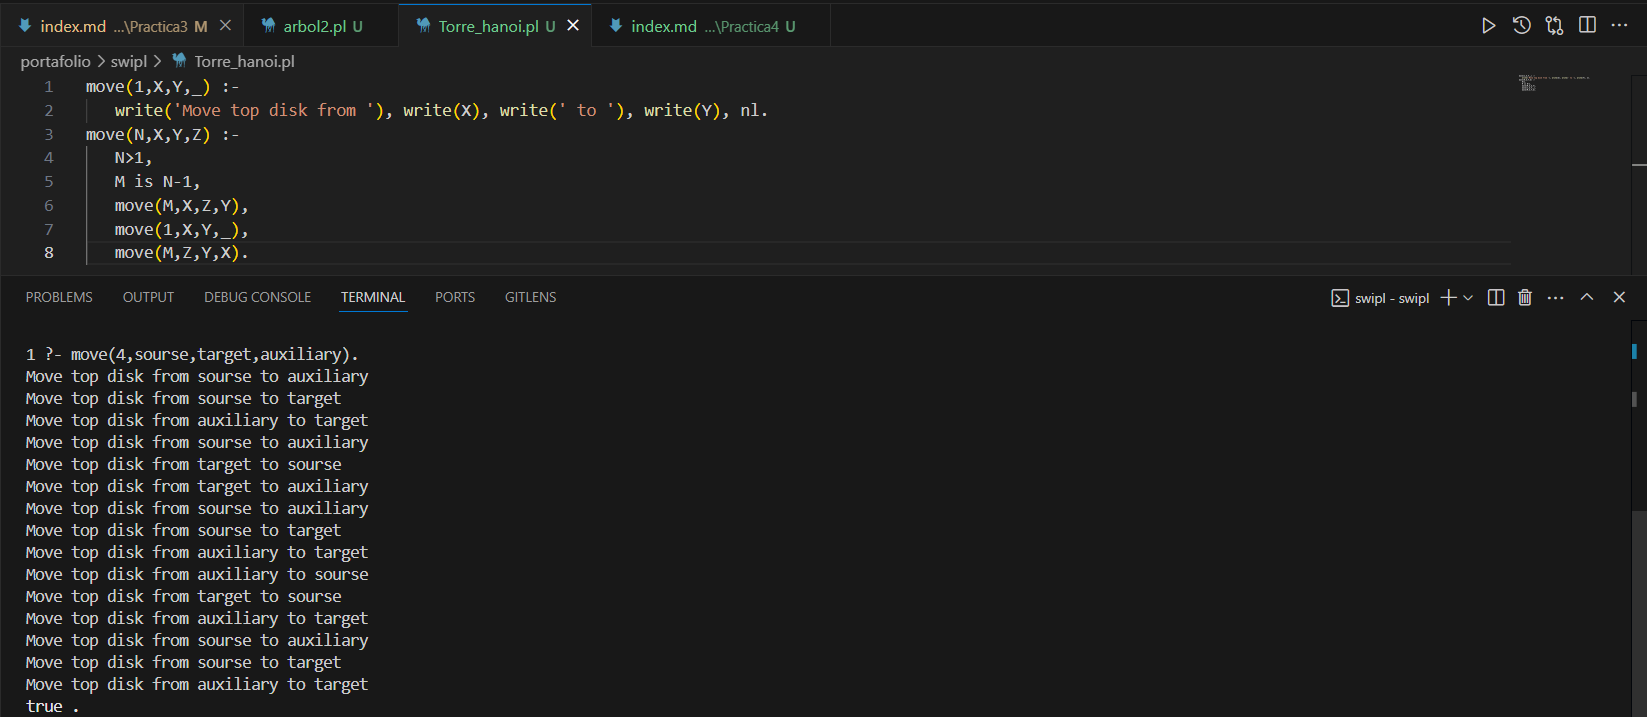 index.md ...\Practica3 M
arbol2.pl U
Torre_hanoi.pl U
index.md ...\Practica4 U
portafolio > swipl > Torre_hanoi.pl
1 move(1,X,Y,_) :-
2 write('Move top disk from '), write(X), write(' to '), write(Y), nl.
3 move(N,X,Y,Z) :-
4 N>1,
5 M is N-1,
6 move(M,X,Z,Y),
7 move(1,X,Y,_),
8 move(M,Z,Y,X).
PROBLEMS OUTPUT DEBUG CONSOLE TERMINAL PORTS GITLENS
swipl - swipl
1 ?- move(4,sourse,target,auxiliary).
Move top disk from sourse to auxiliary
Move top disk from sourse to target
Move top disk from auxiliary to target
Move top disk from sourse to auxiliary
Move top disk from target to sourse
Move top disk from target to auxiliary
Move top disk from sourse to auxiliary
Move top disk from sourse to target
Move top disk from auxiliary to target
Move top disk from auxiliary to sourse
Move top disk from target to sourse
Move top disk from auxiliary to target
Move top disk from sourse to auxiliary
Move top disk from sourse to target
Move top disk from auxiliary to target
true .